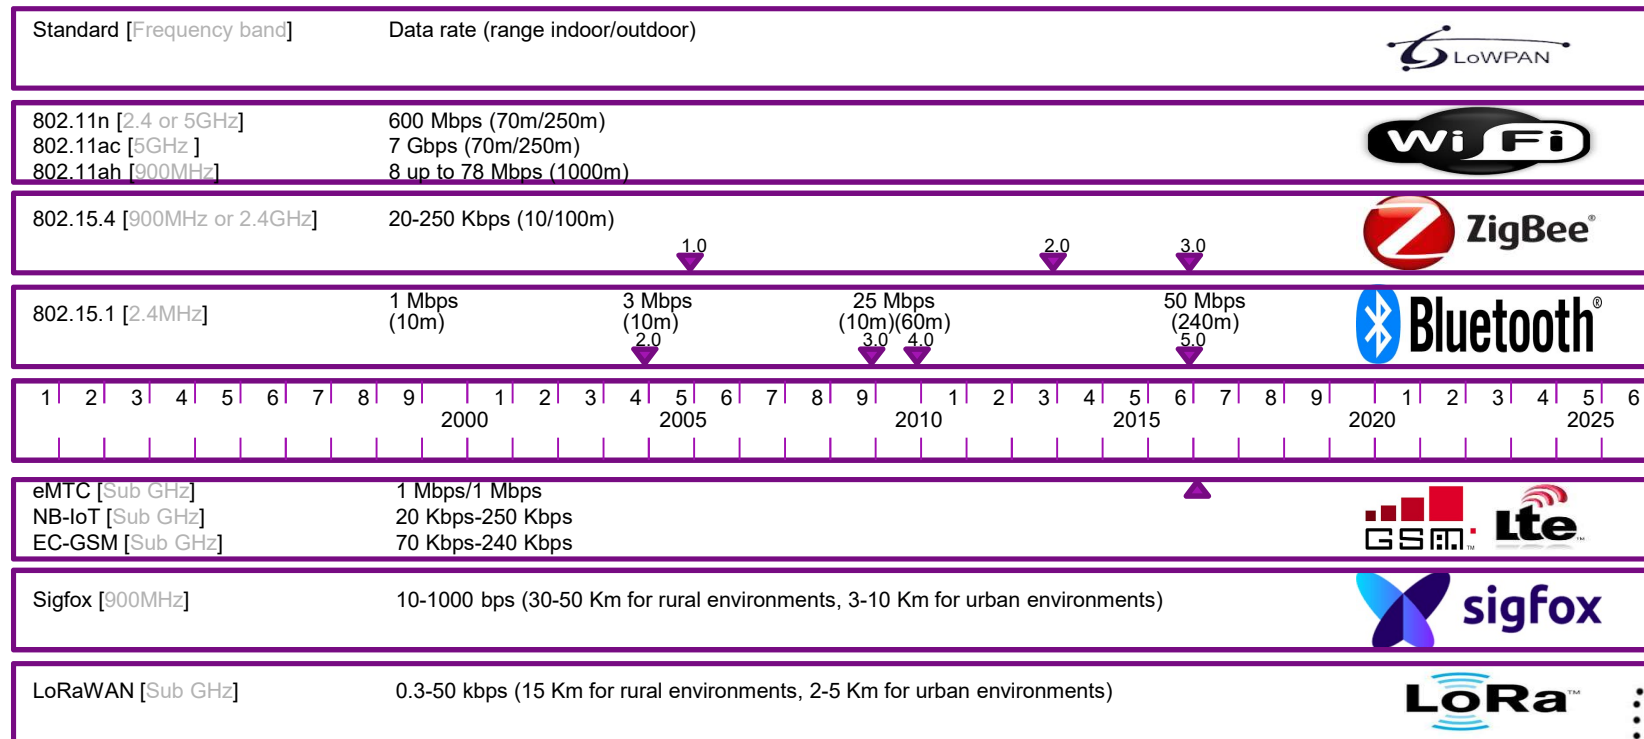 Standard [Frequency band] Data rate (range indoor/outdoor)
6LoWPAN
802.11n [2.4 or 5GHz] 600 Mbps (70m/250m)
802.11ac [5GHz ] 7 Gbps (70m/250m)
802.11ah [900MHz] 8 up to 78 Mbps (1000m)
Wi Fi
802.15.4 [900MHz or 2.4GHz] 20-250 Kbps (10/100m)
1.0 2.0 3.0
Z ZigBee®
802.15.1 [2.4MHz]
1 Mbps 3 Mbps 25 Mbps 50 Mbps
(10m) (10m) (10m)(60m) (240m)
2.0 3.0 4.0 5.0
Bluetooth®
1 2 3 4 5 6 7 8 9 1 2 3 4 5 6 7 8 9 1 2 3 4 5 6 7 8 9 1 2 3 4 5 6
2000 2005 2010 2015 2020 2025
eMTC [Sub GHz] 1 Mbps/1 Mbps
NB-IoT [Sub GHz] 20 Kbps-250 Kbps
EC-GSM [Sub GHz] 70 Kbps-240 Kbps
GSM™ Lte™
Sigfox [900MHz] 10-1000 bps (30-50 Km for rural environments, 3-10 Km for urban environments)
sigfox
LoRaWAN [Sub GHz] 0.3-50 kbps (15 Km for rural environments, 2-5 Km for urban environments)
LoRa™